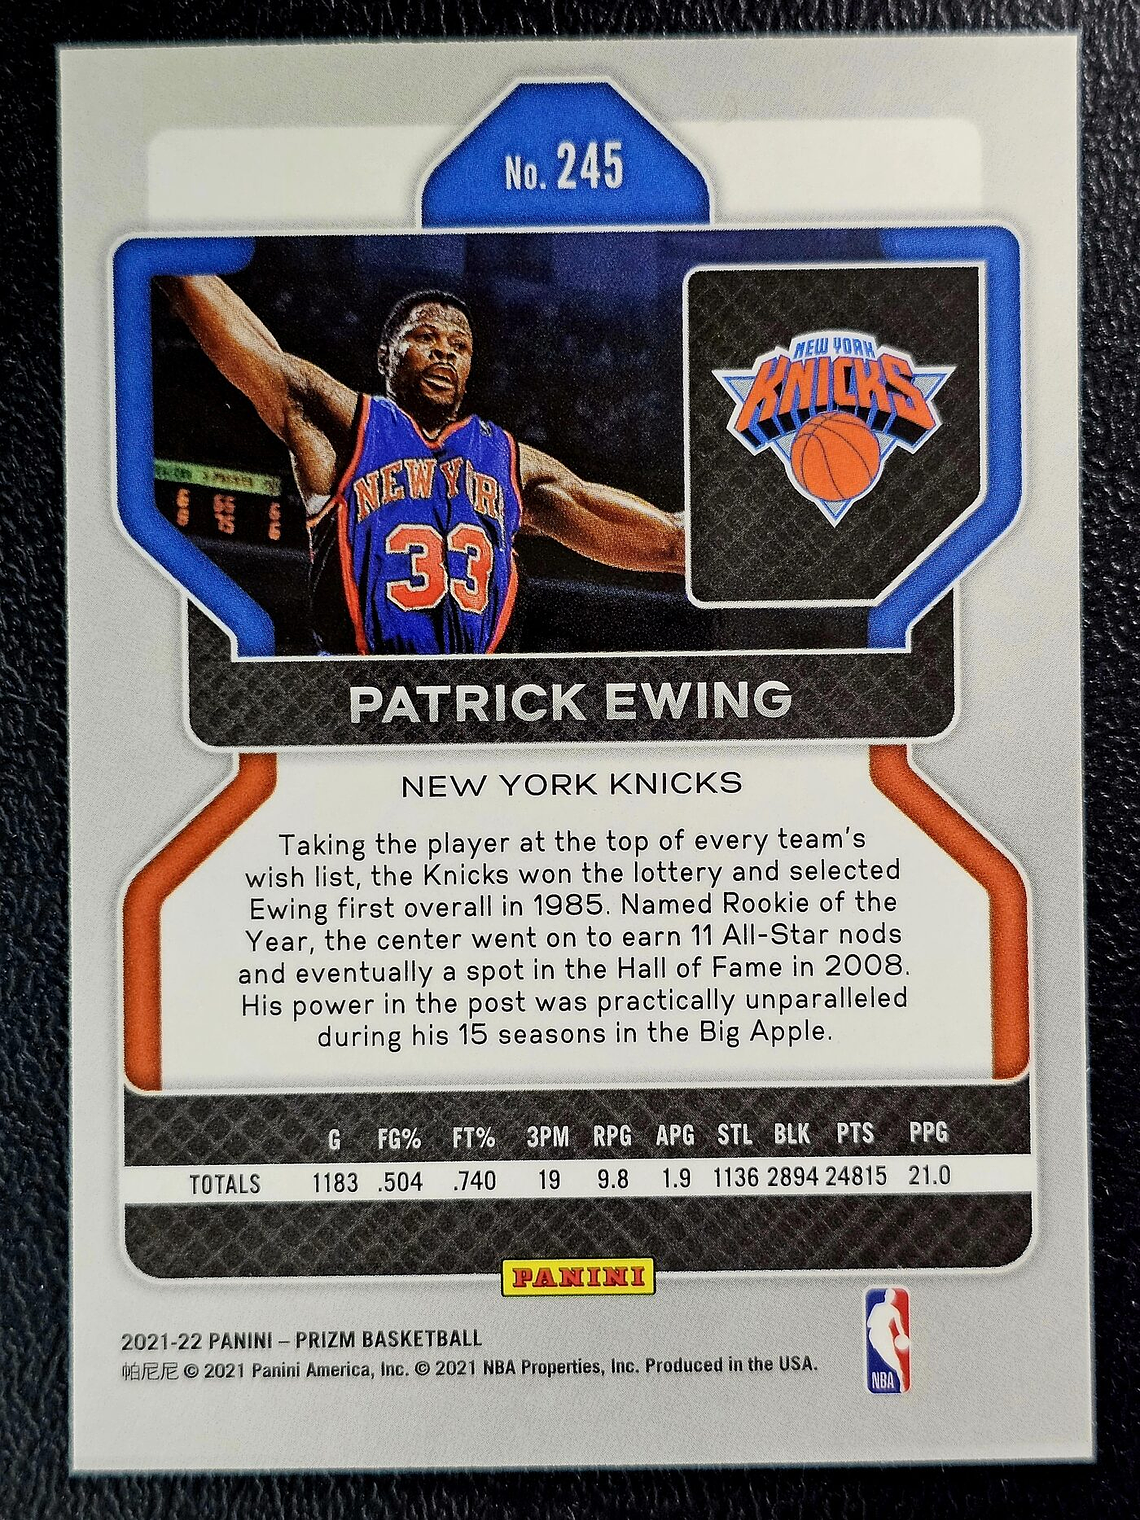 No. 245
NEW YORK
KNICKS
NEW YOR
33
PATRICK EWING
NEW YORK KNICKS
Taking the player at the top of every team's
wish list, the Knicks won the lottery and selected
Ewing first overall in 1985. Named Rookie of the
Year, the center went on to earn 11 All-Star nods
and eventually a spot in the Hall of Fame in 2008.
His power in the post was practically unparalleled
during his 15 seasons in the Big Apple.
G FG% FT% 3PM RPG APG STL BLK PTS PPG
TOTALS 1183 .504 .740 19 9.8 1.9 1136 2894 24815 21.0
PANINI
2021-22 PANINI – PRIZM BASKETBALL
帕尼尼 © 2021 Panini America, Inc. © 2021 NBA Properties, Inc. Produced in the USA.
NBA